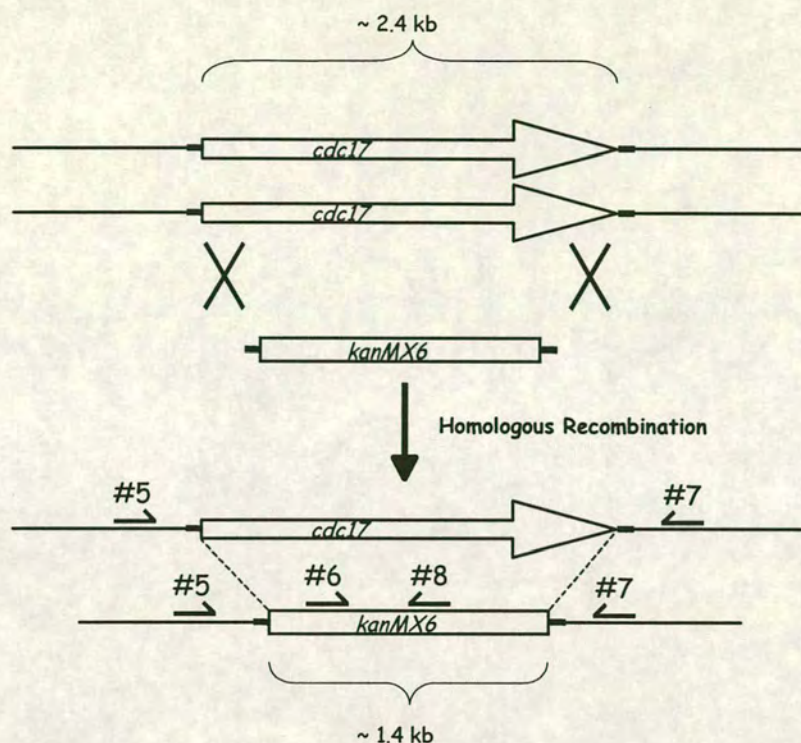 ~ 2.4 kb
cdc17
cdc17
kanMX6
Homologous Recombination
#5
#7
cdc17
#5
#6
#8
#7
kanMX6
~ 1.4 kb